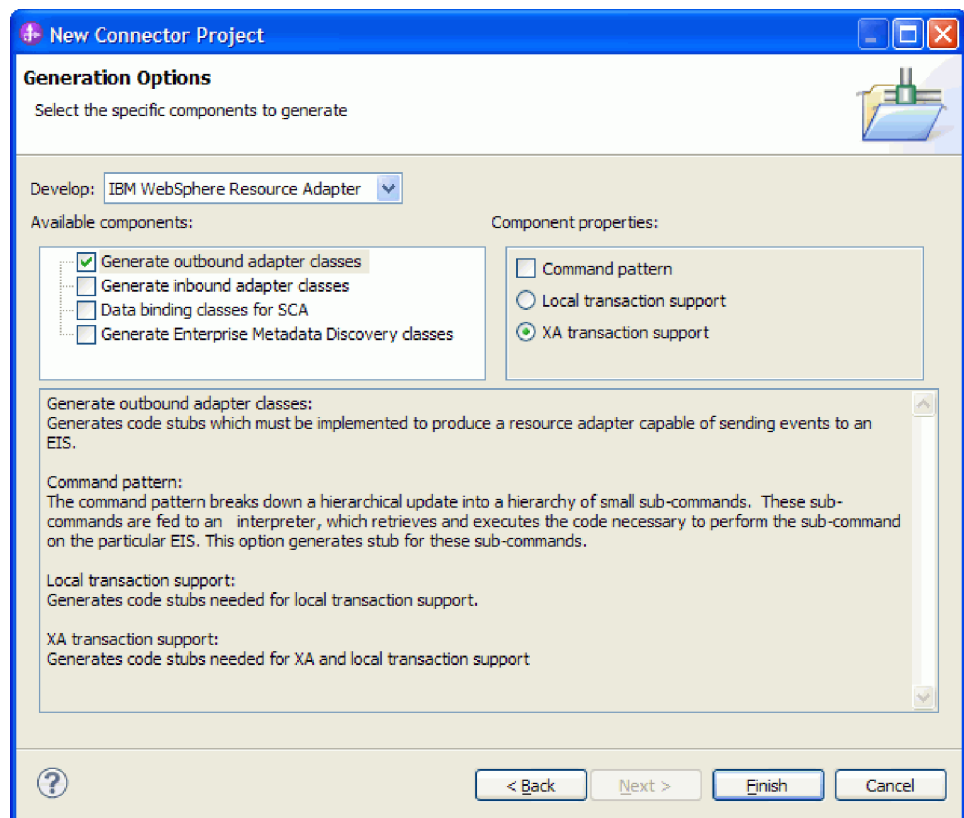 New Connector Project
Generation Options
Select the specific components to generate
Develop: IBM WebSphere Resource Adapter
Available components:
Generate outbound adapter classes
Generate inbound adapter classes
Data binding classes for SCA
Generate Enterprise Metadata Discovery classes
Component properties:
Command pattern
Local transaction support
XA transaction support
Generate outbound adapter classes:
Generates code stubs which must be implemented to produce a resource adapter capable of sending events to an
EIS.
Command pattern:
The command pattern breaks down a hierarchical update into a hierarchy of small sub-commands. These sub-
commands are fed to an interpreter, which retrieves and executes the code necessary to perform the sub-command
on the particular EIS. This option generates stub for these sub-commands.
Local transaction support:
Generates code stubs needed for local transaction support.
XA transaction support:
Generates code stubs needed for XA and local transaction support
?
< Back
Next >
Finish
Cancel